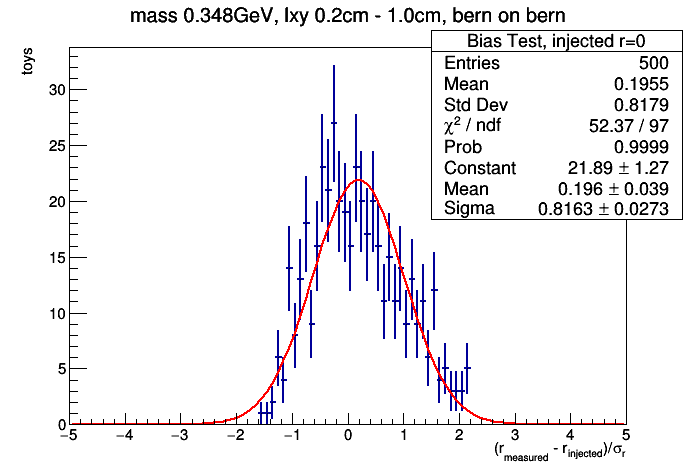 mass 0.348GeV, lxy 0.2cm - 1.0cm, bern on bern
Bias Test, injected r=0
Entries 500
Mean 0.1955
Std Dev 0.8179
χ² / ndf 52.37 / 97
Prob 0.9999
Constant 21.89 ± 1.27
Mean 0.196 ± 0.039
Sigma 0.8163 ± 0.0273
toys
30
25
20
15
10
5
0
−5 −4 −3 −2 −1 0 1 2 3 4 5
(r_measured - r_injected)/σ_r